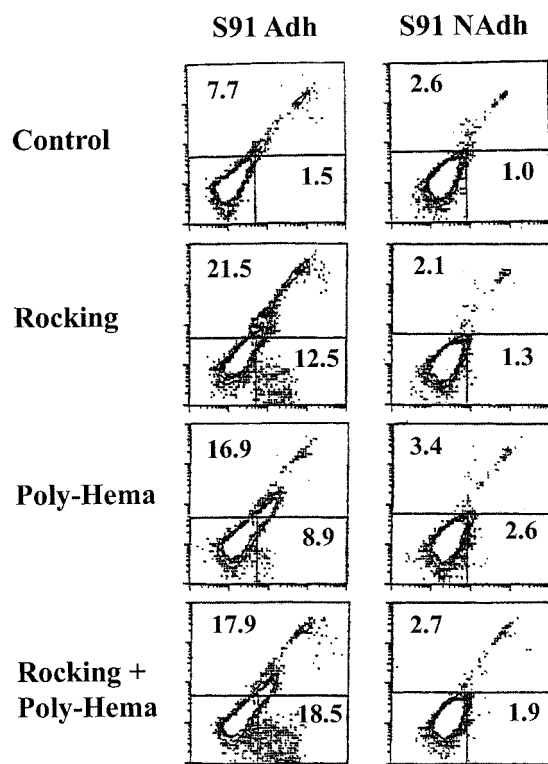 S91 Adh S91 NAdh
Control
7.7
1.5
2.6
1.0
Rocking
21.5
12.5
2.1
1.3
Poly-Hema
16.9
8.9
3.4
2.6
Rocking +
Poly-Hema
17.9
18.5
2.7
1.9